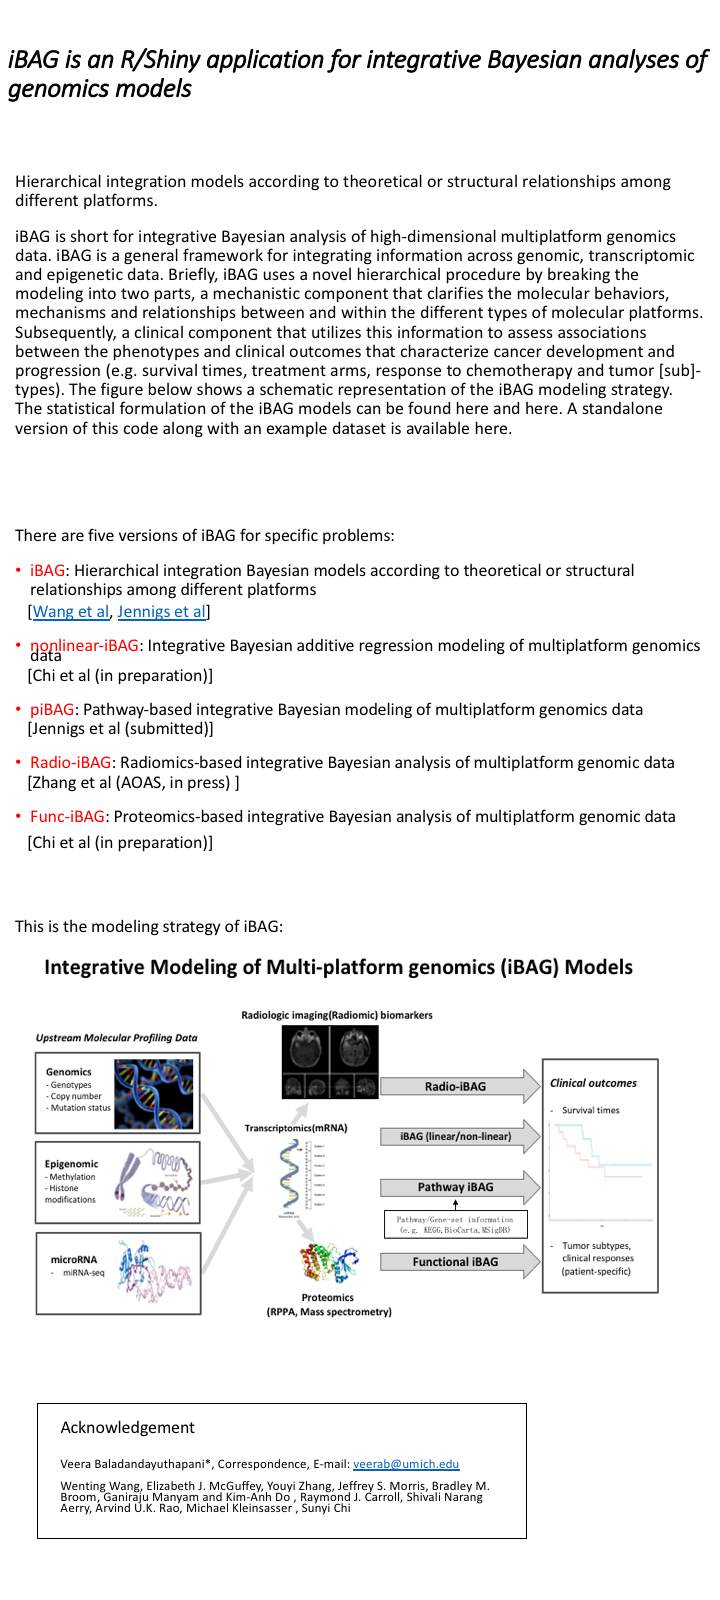 iBAG is an R/Shiny application for integrative Bayesian analyses of
genomics models
Hierarchical integration models according to theoretical or structural relationships among
different platforms.
iBAG is short for integrative Bayesian analysis of high-dimensional multiplatform genomics
data. iBAG is a general framework for integrating information across genomic, transcriptomic
and epigenetic data. Briefly, iBAG uses a novel hierarchical procedure by breaking the
modeling into two parts, a mechanistic component that clarifies the molecular behaviors,
mechanisms and relationships between and within the different types of molecular platforms.
Subsequently, a clinical component that utilizes this information to assess associations
between the phenotypes and clinical outcomes that characterize cancer development and
progression (e.g. survival times, treatment arms, response to chemotherapy and tumor [sub]-
types). The figure below shows a schematic representation of the iBAG modeling strategy.
The statistical formulation of the iBAG models can be found here and here. A standalone
version of this code along with an example dataset is available here.
There are five versions of iBAG for specific problems:
• iBAG: Hierarchical integration Bayesian models according to theoretical or structural
relationships among different platforms
[Wang et al, Jennigs et al]
• nonlinear-iBAG: Integrative Bayesian additive regression modeling of multiplatform genomics
data
[Chi et al (in preparation)]
• piBAG: Pathway-based integrative Bayesian modeling of multiplatform genomics data
[Jennigs et al (submitted)]
• Radio-iBAG: Radiomics-based integrative Bayesian analysis of multiplatform genomic data
[Zhang et al (AOAS, in press) ]
• Func-iBAG: Proteomics-based integrative Bayesian analysis of multiplatform genomic data
[Chi et al (in preparation)]
This is the modeling strategy of iBAG:
Integrative Modeling of Multi-platform genomics (iBAG) Models
Upstream Molecular Profiling Data
Genomics
- Genotypes
- Copy number
- Mutation status
Epigenomic
- Methylation
- Histone
modifications
microRNA
- miRNA-seq
Radiologic imaging(Radiomic) biomarkers
Transcriptomics(mRNA)
Proteomics
(RPPA, Mass spectrometry)
Radio-iBAG
iBAG (linear/non-linear)
Pathway iBAG
Pathway/Gene-set information
(e.g. KEGG,BioCarta,MSigDB)
Functional iBAG
Clinical outcomes
- Survival times
- Tumor subtypes,
clinical responses
(patient-specific)
Acknowledgement
Veera Baladandayuthapani*, Correspondence, E-mail: veerab@umich.edu
Wenting Wang, Elizabeth J. McGuffey, Youyi Zhang, Jeffrey S. Morris, Bradley M.
Broom, Ganiraju Manyam and Kim-Anh Do , Raymond J. Carroll, Shivali Narang
Aerry, Arvind U.K. Rao, Michael Kleinsasser , Sunyi Chi